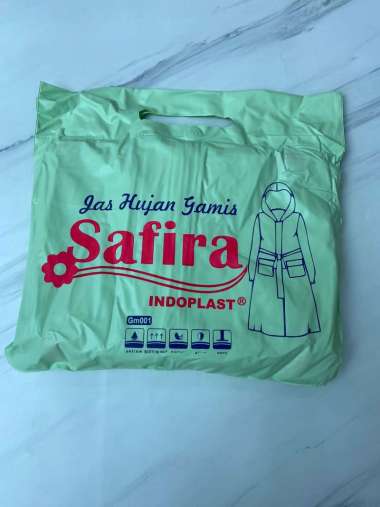 Jas Hujan Gamis
Safira
INDOPLAST®
Gm001